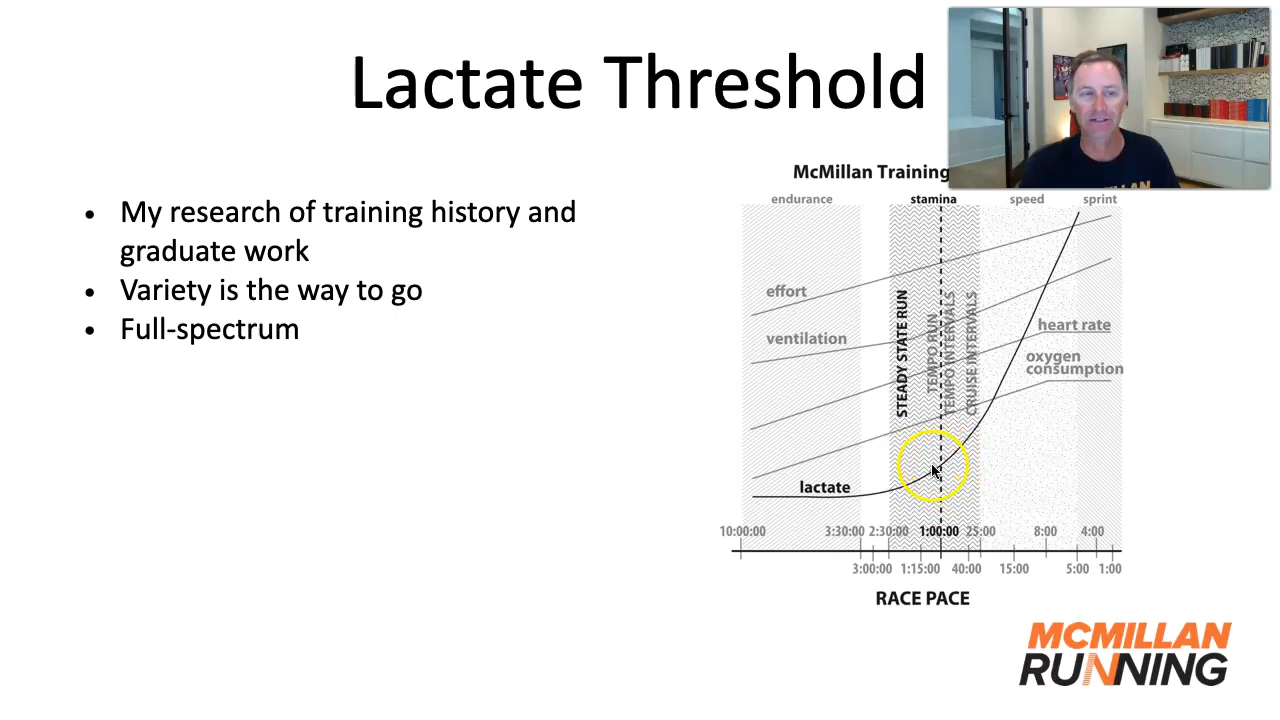 Lactate Threshold
• My research of training history and
graduate work
• Variety is the way to go
• Full-spectrum
McMillan Training
endurance
stamina
speed
sprint
effort
ventilation
heart rate
oxygen
consumption
lactate
STEADY STATE RUN
TEMPO RUN
TEMPO INTERVALS
CRUISE INTERVALS
10:00:00 3:30:00 2:30:00 1:00:00 25:00 8:00 4:00
3:00:00 1:15:00 40:00 15:00 5:00 1:00
RACE PACE
MCMILLAN
RUNNING